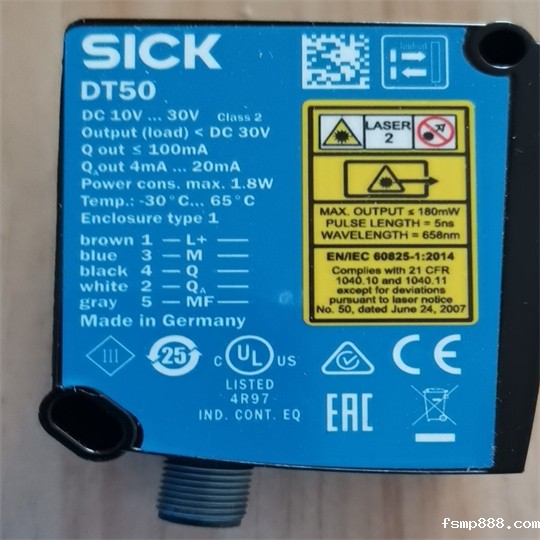 SICK
DT50
DC 10V ... 30V Class 2
Output (load) < DC 30V
Q out ≤ 100mA
QA out 4mA ... 20mA
Power cons. max. 1.8W
Temp.: -30°C... 65°C
Enclosure type 1
brown 1 — L+ —
blue 3 — M —
black 4 — Q —
white 2 — QA —
gray 5 — MF —
Made in Germany
LASER
2
MAX. OUTPUT ≤ 180mW
PULSE LENGTH = 5ns
WAVELENGTH = 658nm
EN/IEC 60825-1:2014
Complies with 21 CFR
1040.10 and 1040.11
except for deviations
pursuant to laser notice
No. 50, dated June 24, 2007
III
25
C UL US
LISTED
4R97
IND. CONT. EQ
CE
EAC
www.fsmp888.com